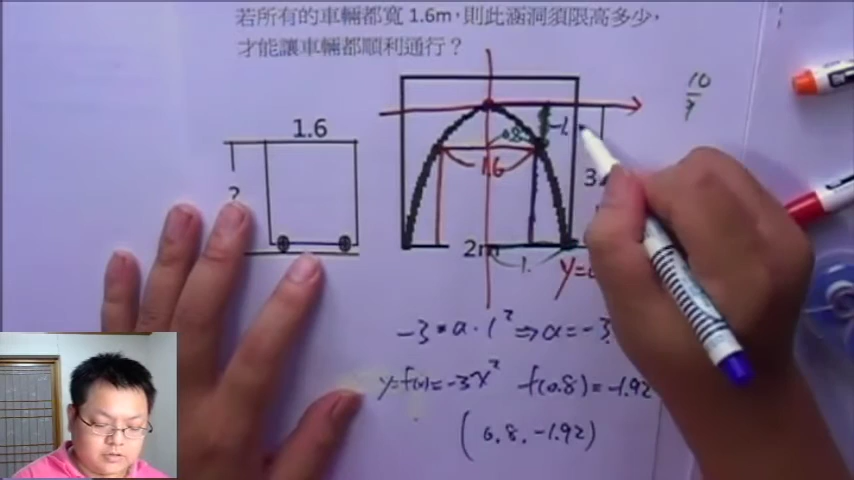 若所有的車輛都寬 1.6m，則此涵洞須限高多少，
才能讓車輛都順利通行？
10
1.6
0.8
-1.
?
1.6
3
2m
1.
y=
-3=a·1²⇒a=-3
y=f(x)=-3x² f(0.8)=-1.92
(0.8.-1.92)